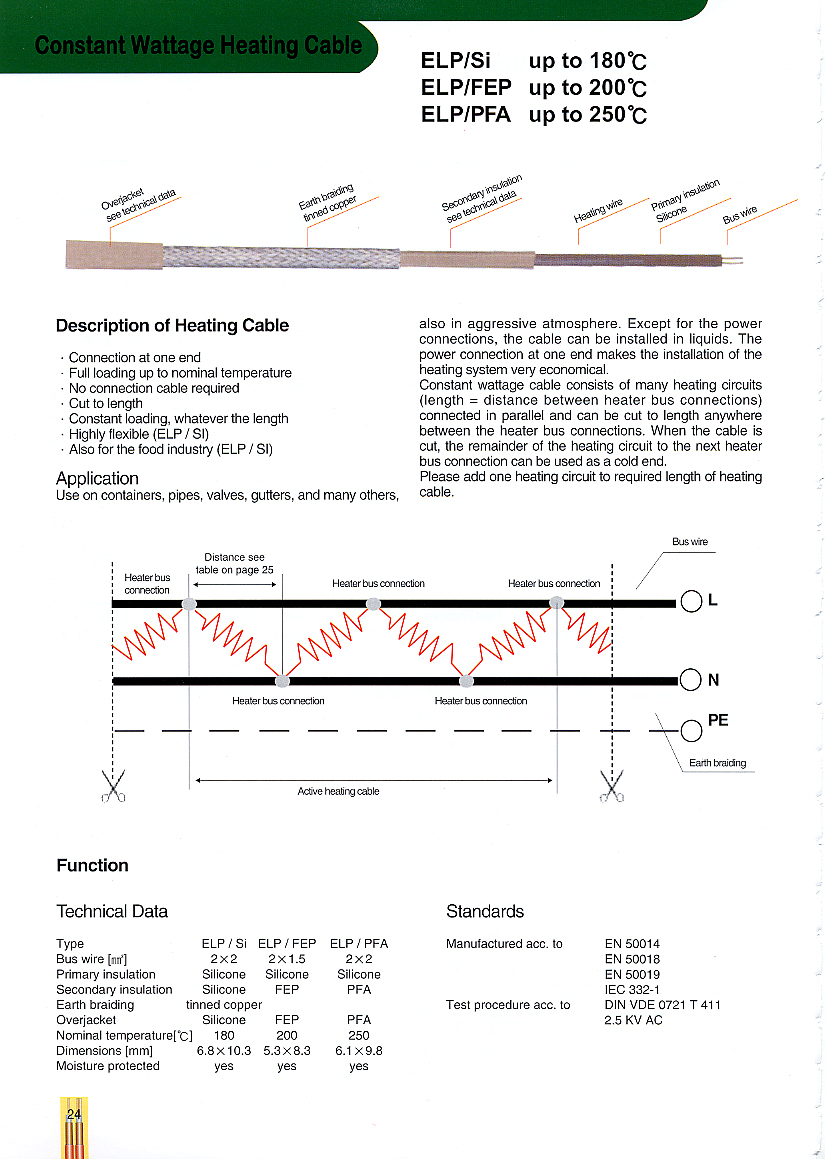 Constant Wattage Heating Cable
ELP/Si up to 180℃
ELP/FEP up to 200℃
ELP/PFA up to 250℃
Overjacket
see technical data
Earth braiding
tinned copper
Secondary insulation
see technical data
Heating wire
Primary insulation
Silicone
Bus wire
Description of Heating Cable
· Connection at one end
· Full loading up to nominal temperature
· No connection cable required
· Cut to length
· Constant loading, whatever the length
· Highly flexible (ELP / SI)
· Also for the food industry (ELP / SI)
Application
Use on containers, pipes, valves, gutters, and many others,
also in aggressive atmosphere. Except for the power
connections, the cable can be installed in liquids. The
power connection at one end makes the installation of the
heating system very economical.
Constant wattage cable consists of many heating circuits
(length = distance between heater bus connections)
connected in parallel and can be cut to length anywhere
between the heater bus connections. When the cable is
cut, the remainder of the heating circuit to the next heater
bus connection can be used as a cold end.
Please add one heating circuit to required length of heating
cable.
Bus wire
Distance see
table on page 25
Heater bus
connection
Heater bus connection
Heater bus connection
L
N
Heater bus connection
Heater bus connection
PE
Earth braiding
Active heating cable
Function
Technical Data
Type ELP / Si ELP / FEP ELP / PFA
Bus wire [㎟] 2×2 2×1.5 2×2
Primary insulation Silicone Silicone Silicone
Secondary insulation Silicone FEP PFA
Earth braiding tinned copper
Overjacket Silicone FEP PFA
Nominal temperature[℃] 180 200 250
Dimensions [mm] 6.8×10.3 5.3×8.3 6.1×9.8
Moisture protected yes yes yes
Standards
Manufactured acc. to EN 50014
EN 50018
EN 50019
IEC 332-1
Test procedure acc. to DIN VDE 0721 T 411
2.5 KV AC
24